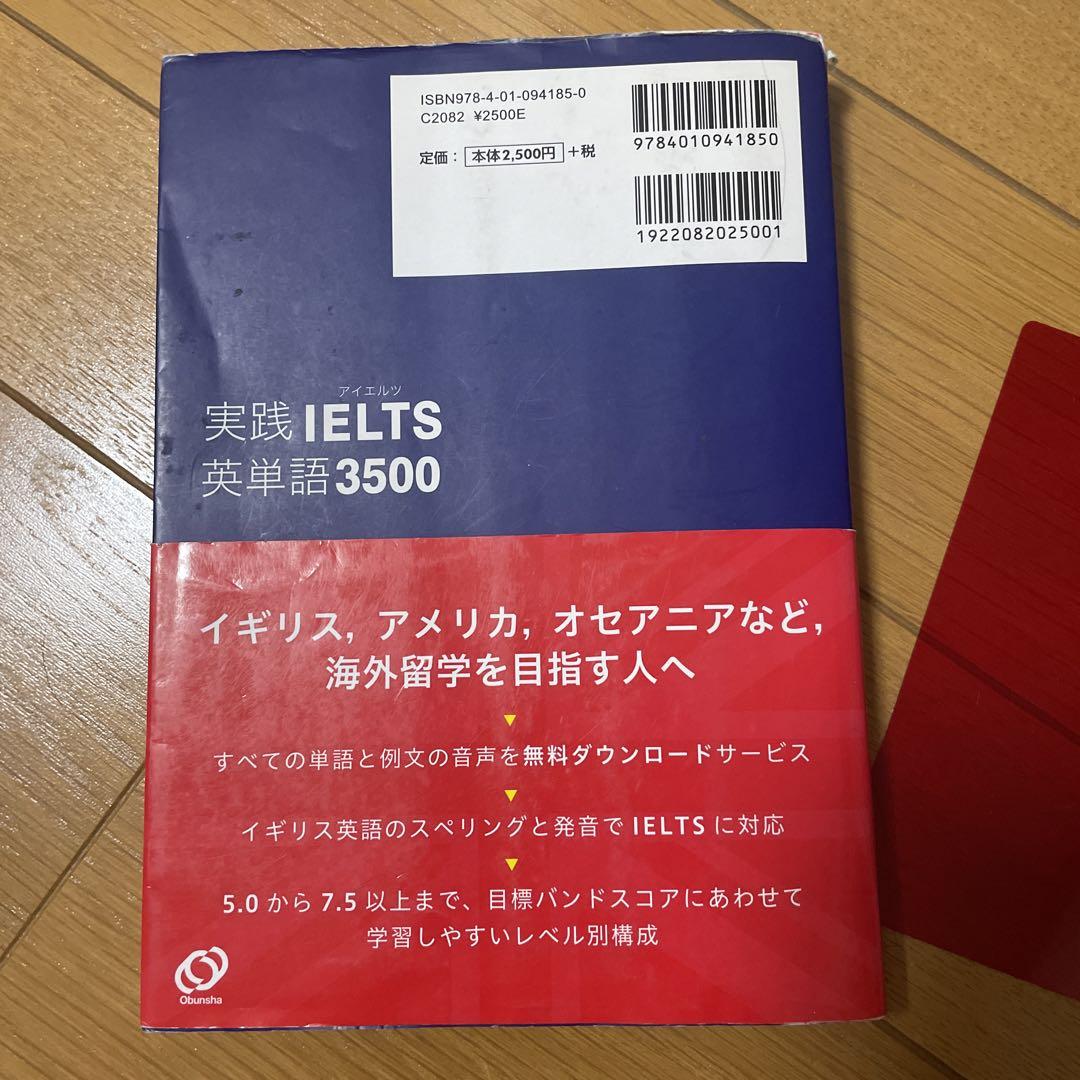 ISBN978-4-01-094185-0
C2082 ¥2500E
定価： 本体2,500円 +税
9784010941850
1922082025001
アイエルツ
実践 IELTS
英単語3500
イギリス，アメリカ，オセアニアなど，
海外留学を目指す人へ
すべての単語と例文の音声を無料ダウンロードサービス
イギリス英語のスペリングと発音で IELTS に対応
5.0 から 7.5 以上まで、目標バンドスコアにあわせて
学習しやすいレベル別構成
Obunsha